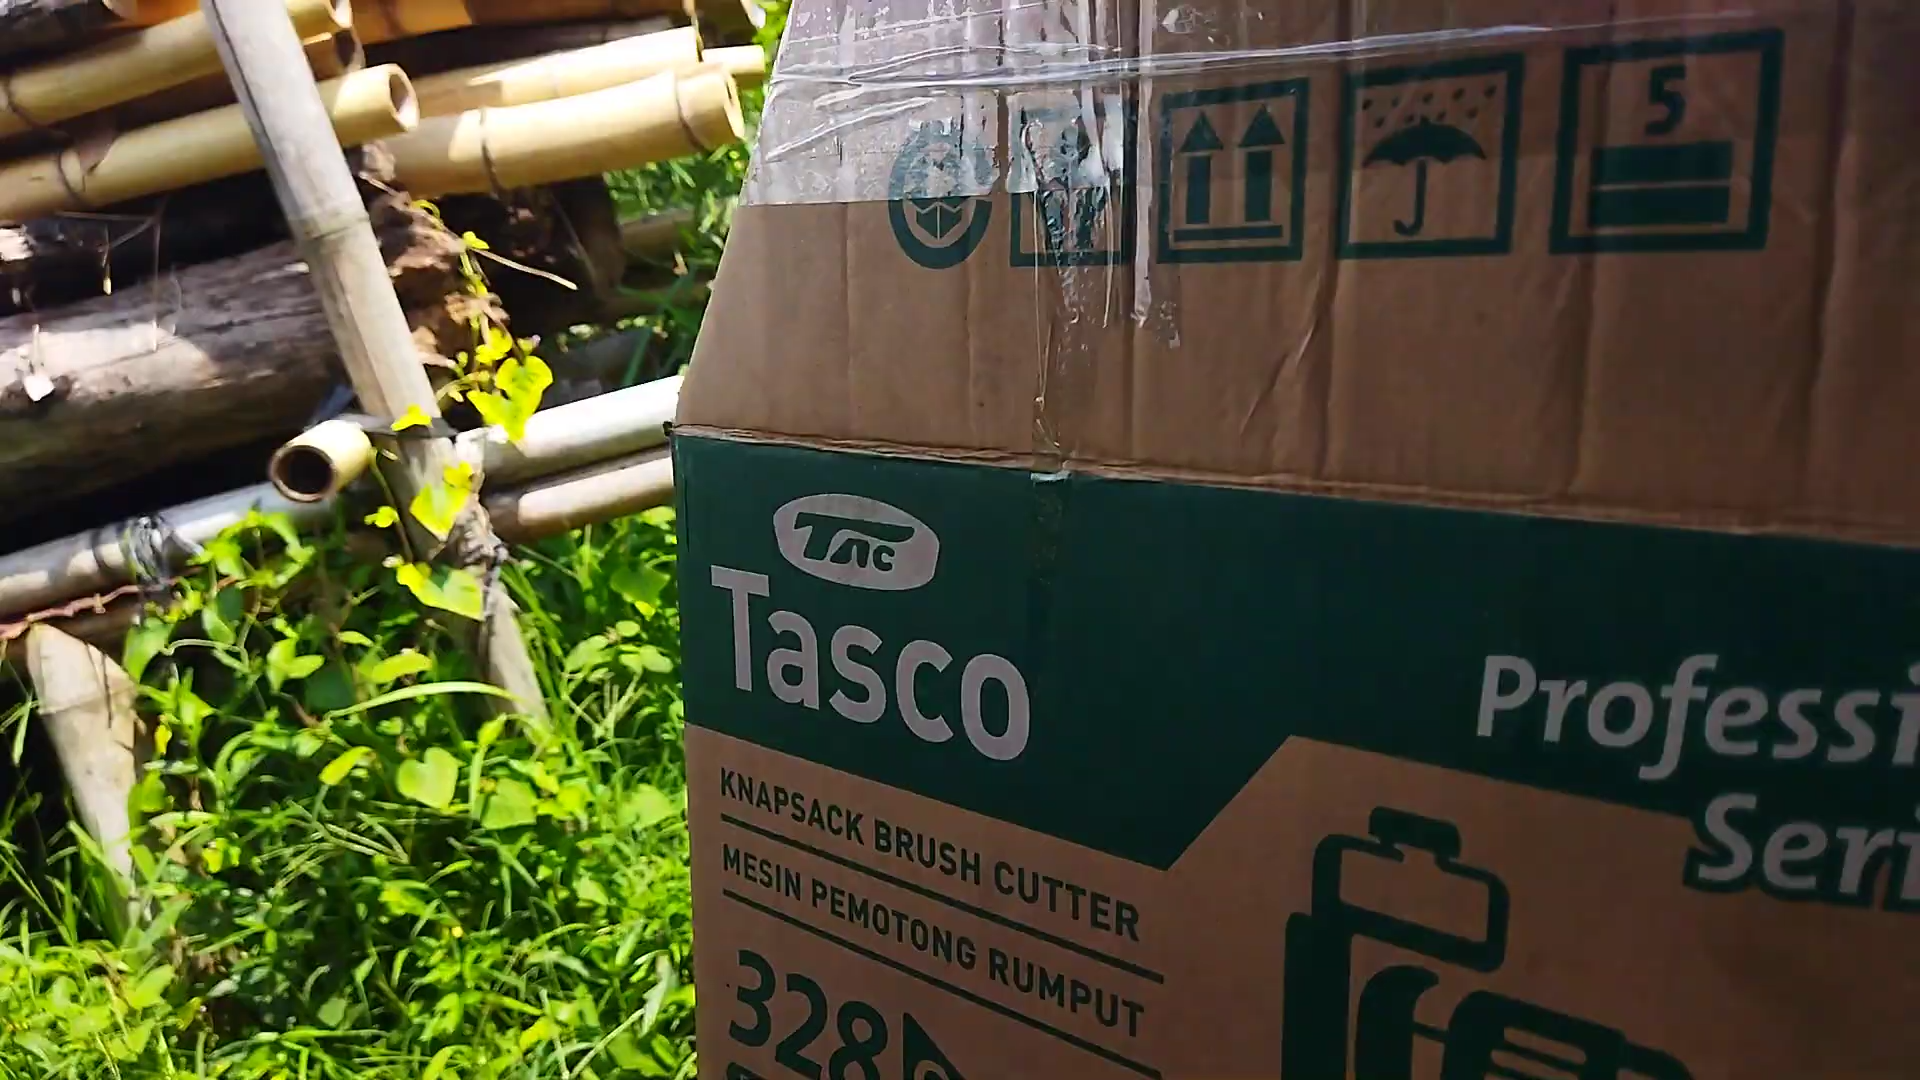 5
TAC
Tasco
Professi
Seri
KNAPSACK BRUSH CUTTER
MESIN PEMOTONG RUMPUT
328